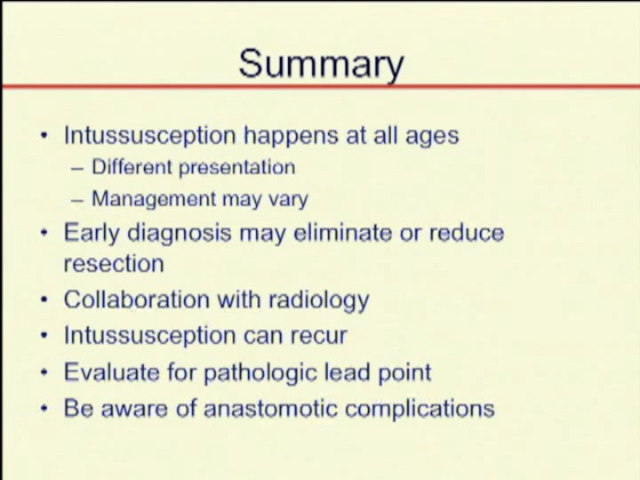 Summary
• Intussusception happens at all ages
– Different presentation
– Management may vary
• Early diagnosis may eliminate or reduce
resection
• Collaboration with radiology
• Intussusception can recur
• Evaluate for pathologic lead point
• Be aware of anastomotic complications